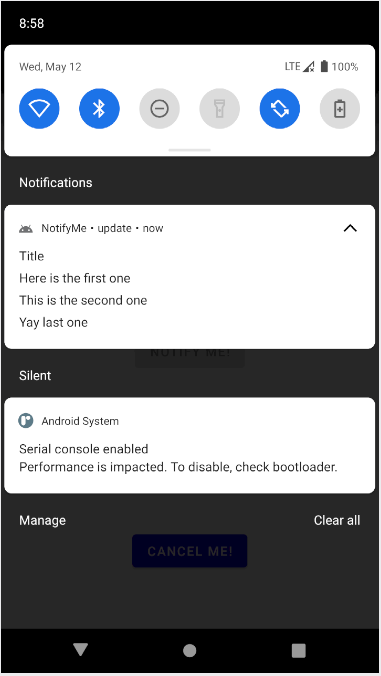 8:58
Wed, May 12
LTE 100%
Notifications
NotifyMe • update • now
Title
Here is the first one
This is the second one
Yay last one
NOTIFY ME!
Silent
Android System
Serial console enabled
Performance is impacted. To disable, check bootloader.
Manage
Clear all
CANCEL ME!